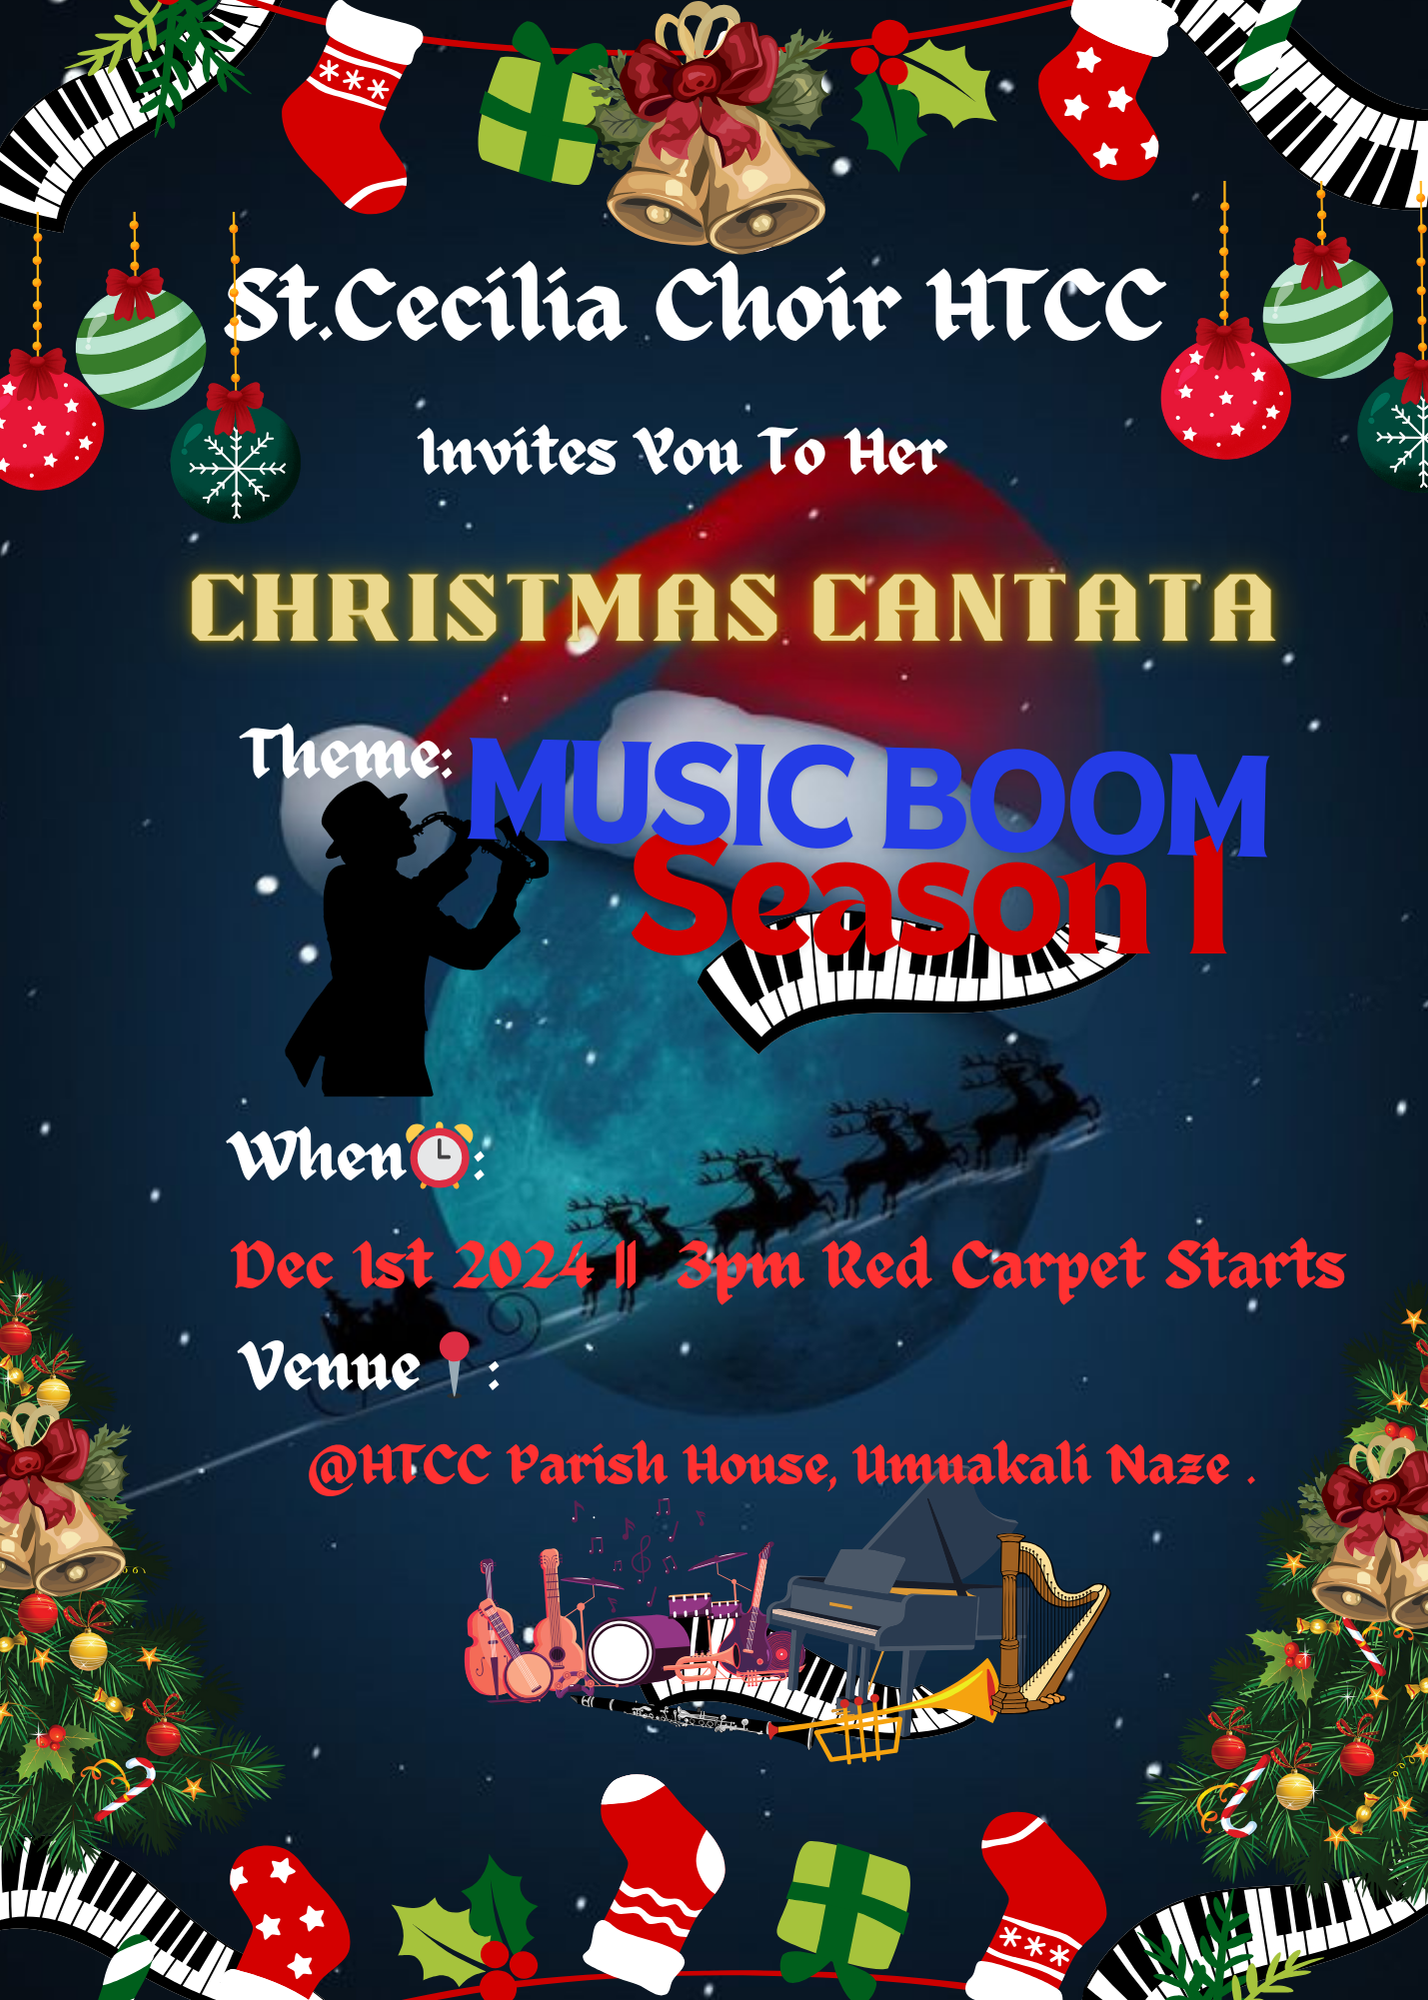 St.Cecilia Choir HTCC
Invites You To Her
CHRISTMAS CANTATA
Theme: MUSIC BOOM
Season 1
When⏰:
Dec 1st 2024 || 3pm Red Carpet Starts
Venue📍:
@HTCC Parish House, Umuakali Naze .